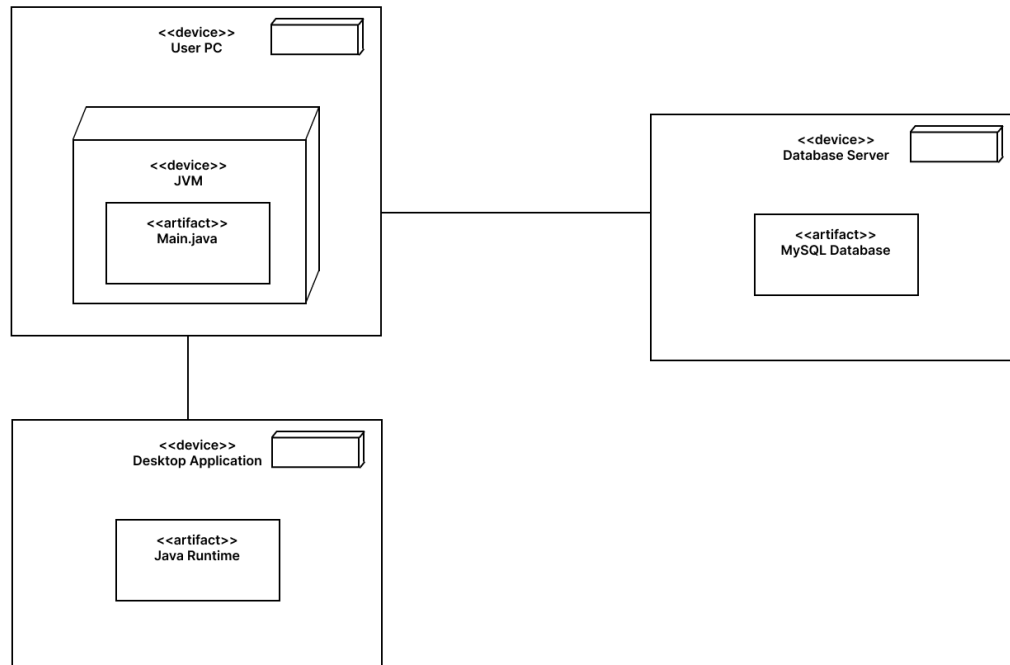 <<device>>
User PC
<<device>>
JVM
<<artifact>>
Main.java
<<device>>
Database Server
<<artifact>>
MySQL Database
<<device>>
Desktop Application
<<artifact>>
Java Runtime